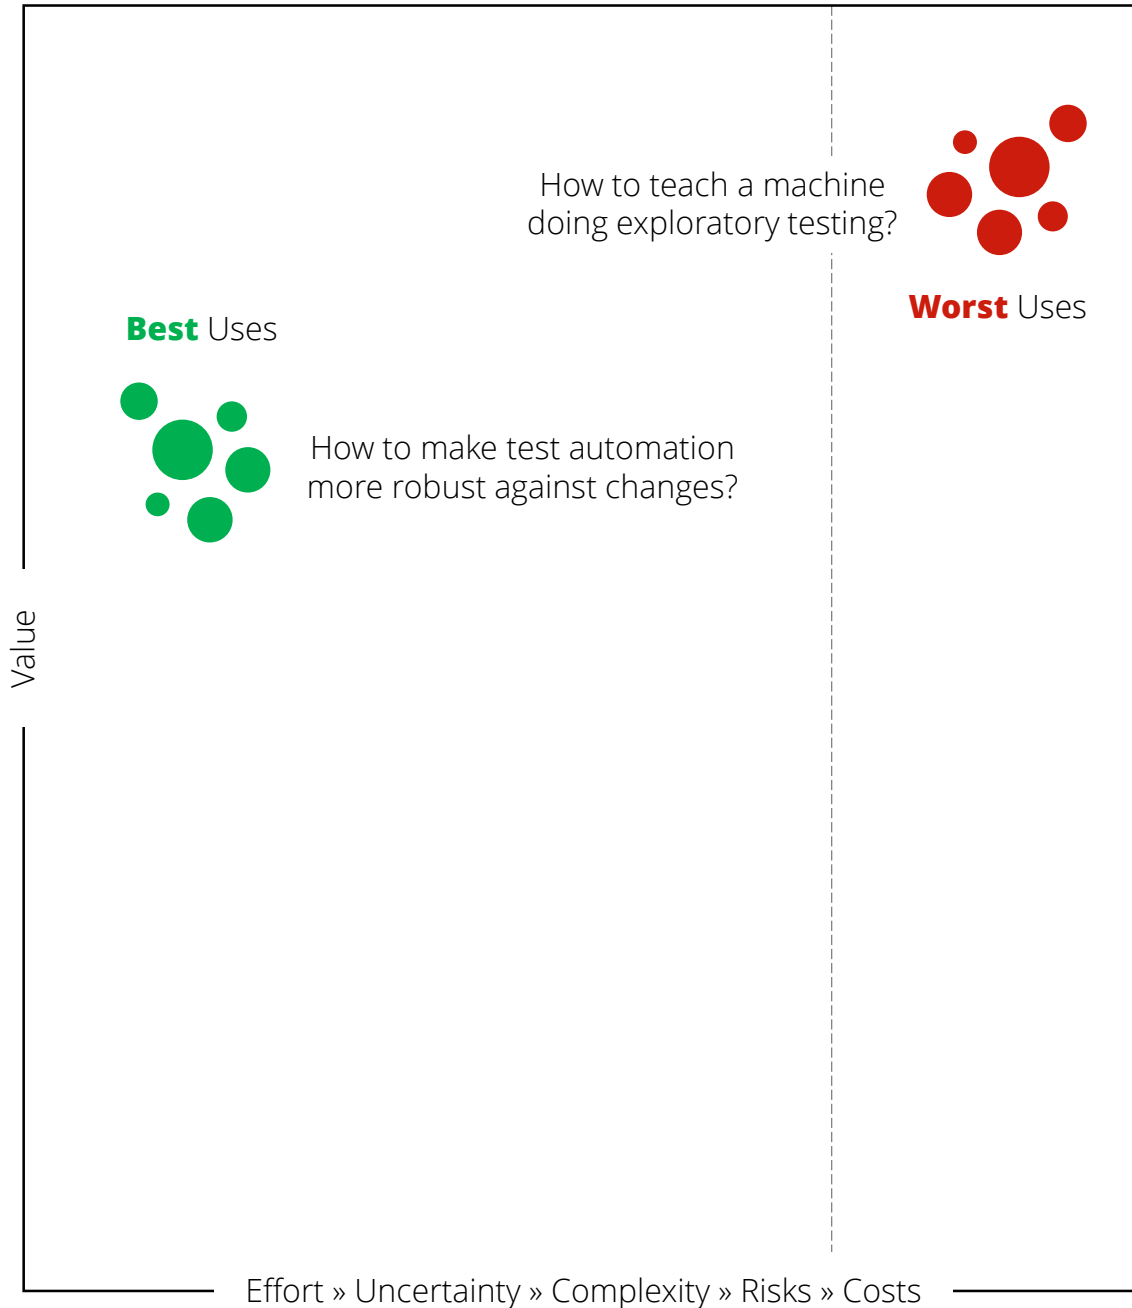 How to teach a machine
doing exploratory testing?
Worst Uses
Best Uses
How to make test automation
more robust against changes?
Value
Effort » Uncertainty » Complexity » Risks » Costs